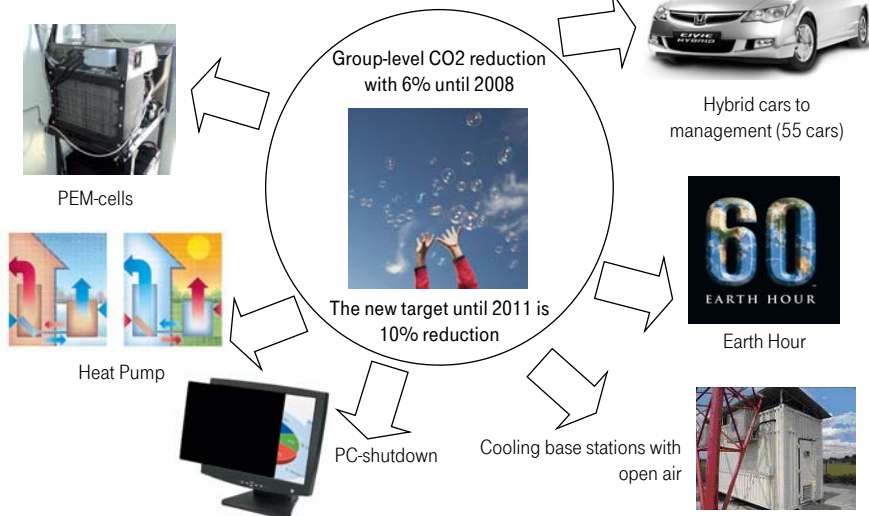 Group-level CO2 reduction
with 6% until 2008
CIVIC
HYBRID
Hybrid cars to
management (55 cars)
PEM-cells
60
EARTH HOUR
The new target until 2011 is
10% reduction
Earth Hour
Heat Pump
PC-shutdown
Cooling base stations with
open air